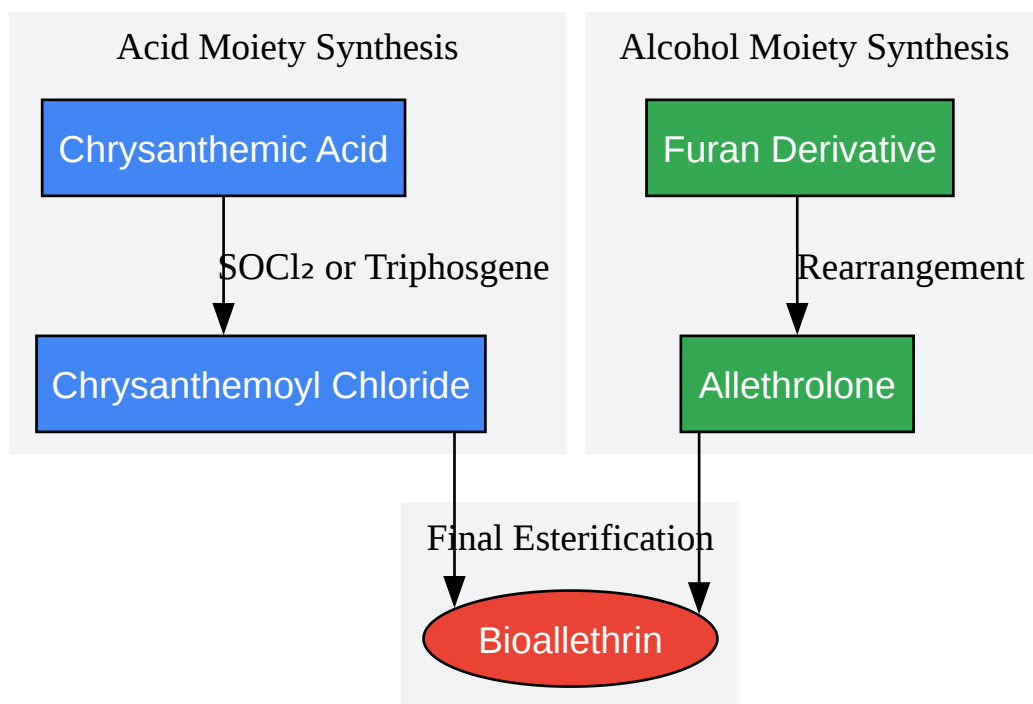 Acid Moiety Synthesis
Chrysanthemic Acid
SOCl₂ or Triphosgene
Chrysanthemoyl Chloride
Alcohol Moiety Synthesis
Furan Derivative
Rearrangement
Allethrolone
Final Esterification
Bioallethrin